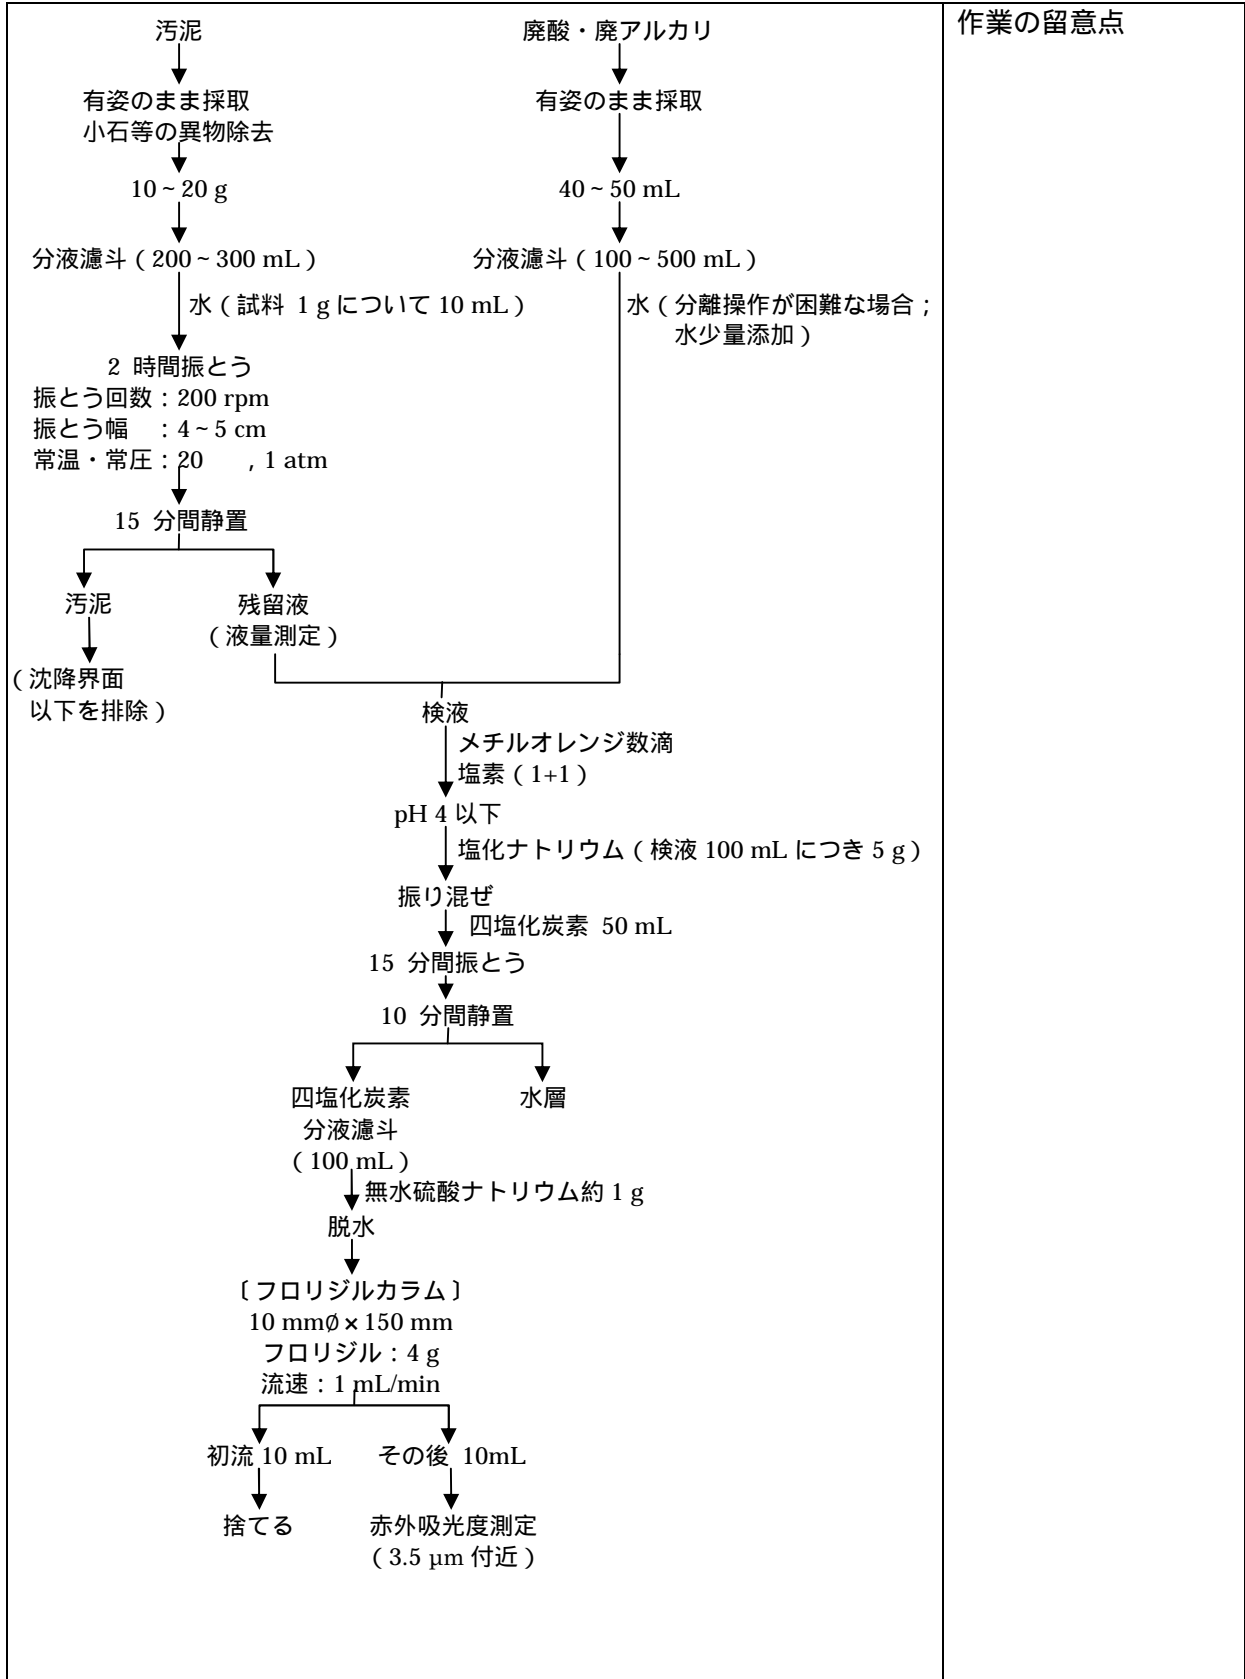 汚泥
廃酸・廃アルカリ
作業の留意点
有姿のまま採取
小石等の異物除去
有姿のまま採取
10~20 g
40~50 mL
分液濾斗(200~300 mL)
分液濾斗(100~500 mL)
水(試料 1 g について 10 mL)
水(分離操作が困難な場合;
水少量添加)
2 時間振とう
振とう回数:200 rpm
振とう幅 :4~5 cm
常温・常圧:20 , 1 atm
15 分間静置
汚泥
残留液
(液量測定)
(沈降界面
以下を排除)
検液
メチルオレンジ数滴
塩素(1+1)
pH 4 以下
塩化ナトリウム(検液 100 mL につき 5 g)
振り混ぜ
四塩化炭素 50 mL
15 分間振とう
10 分間静置
四塩化炭素
水層
分液濾斗
(100 mL)
無水硫酸ナトリウム約 1 g
脱水
〔フロリジルカラム〕
10 mmØ×150 mm
フロリジル:4 g
流速:1 mL/min
初流 10 mL
その後 10mL
捨てる
赤外吸光度測定
(3.5 µm 付近)